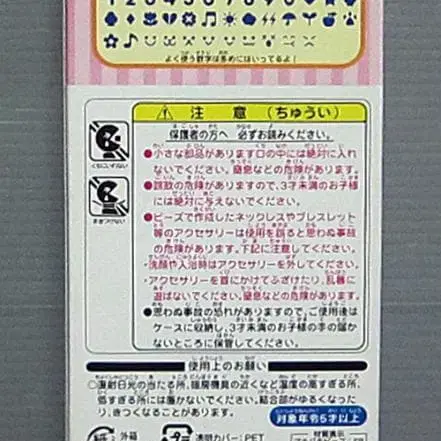 よく使う数字は多めにはいってるよ!
⚠ 注意(ちゅうい)
保護者の方へ 必ずお読みください。
●小さな部品があります口の中には絶対に入れ
ないでください。窒息などの危険があります。
●誤飲の危険がありますので、3才未満のお子様
には絶対に与えないでください。
●ビーズで作成したネックレスやブレスレット
等のアクセサリーは使用を誤ると思わぬ事故
の危険があります。下記に注意してください。
・洗顔や入浴時はアクセサリーを外してください。
・アクセサリーを首にかけてふざけたり、乱暴に
遊ばないでください。窒息などの危険があります。
●思わぬ事故の恐れがありますので、ご使用後は
ケースに収納し、3才未満のお子様の手の届か
ないところに保管してください。
使用上のお願い
○直射日光の当たる所、暖房機具の近くなど温度の高すぎる所、
低すぎる所には置かないでください。結合部がゆるくなった
り、きつくなることがあります。
対象年令5才以上
紙 外箱
透明カバー:PET
材質表示